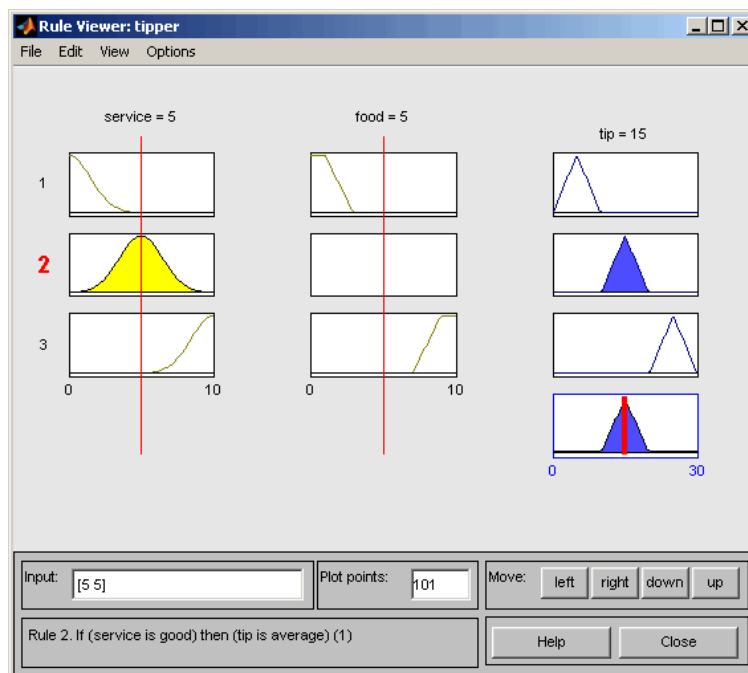 Rule Viewer: tipper
File Edit View Options
service = 5
food = 5
tip = 15
1
2
3
0 10
0 10
0 30
Input: [5 5]
Plot points: 101
Move: left right down up
Rule 2. If (service is good) then (tip is average) (1)
Help Close